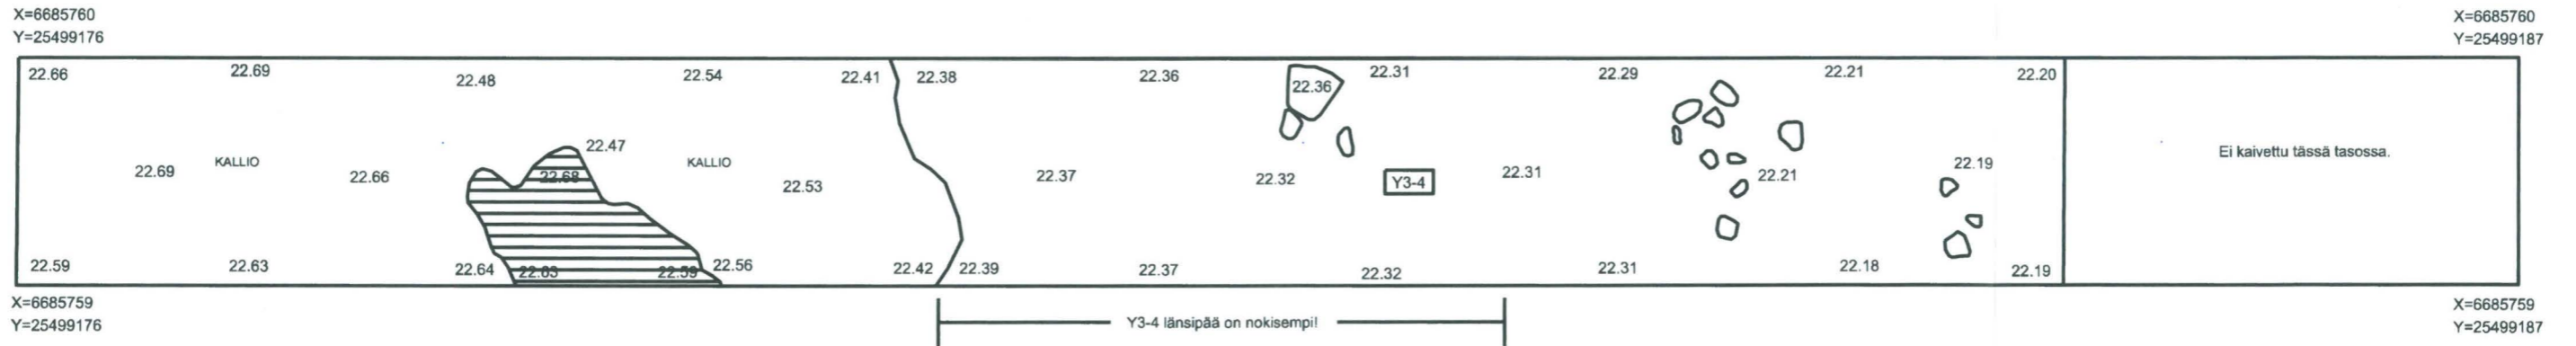 X=6685760
Y=25499176
X=6685760
Y=25499187
22.66 22.69 22.48 22.54 22.41 22.38 22.36 22.36 22.31 22.29 22.21 22.20
22.69 KALLIO 22.66 22.68 22.47 KALLIO 22.53 22.37 22.32 Y3-4 22.31 22.21 22.19 Ei kaivettu tässä tasossa.
22.59 22.63 22.64 22.63 22.59 22.56 22.42 22.39 22.37 22.32 22.31 22.18 22.19
X=6685759
Y=25499176
Y3-4 länsipää on nokisempi!
X=6685759
Y=25499187